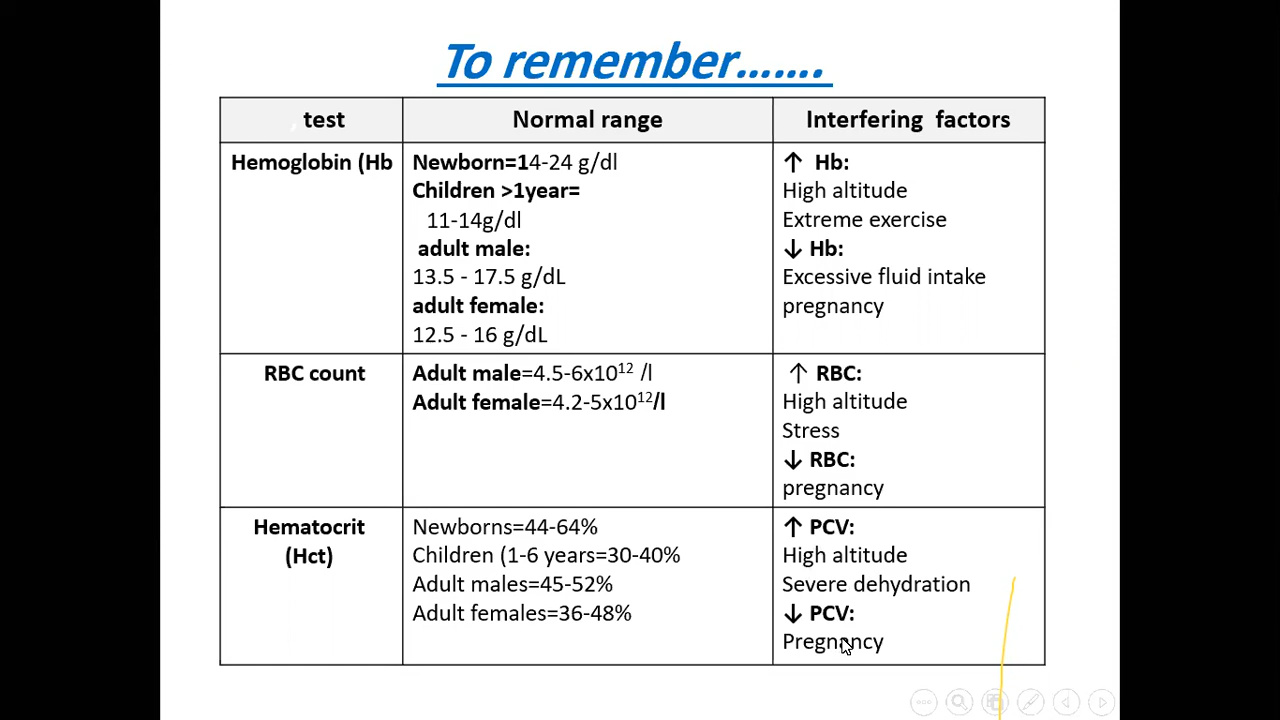 To remember…….
, test
Normal range
Interfering factors
Hemoglobin (Hb
Newborn=14-24 g/dl
Children >1year=
11-14g/dl
adult male:
13.5 - 17.5 g/dL
adult female:
12.5 - 16 g/dL
↑ Hb:
High altitude
Extreme exercise
↓ Hb:
Excessive fluid intake
pregnancy
RBC count
Adult male=4.5-6x10¹² /l
Adult female=4.2-5x10¹²/l
↑ RBC:
High altitude
Stress
↓ RBC:
pregnancy
Hematocrit
(Hct)
Newborns=44-64%
Children (1-6 years=30-40%
Adult males=45-52%
Adult females=36-48%
↑ PCV:
High altitude
Severe dehydration
↓ PCV:
Pregnancy